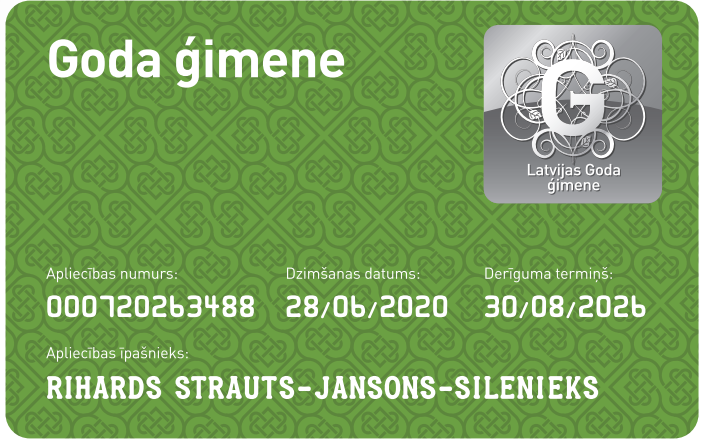 Goda ģimene
G
Latvijas Goda
ģimene
Apliecības numurs: Dzimšanas datums: Derīguma termiņš:
000720263488 28/06/2020 30/08/2026
Apliecības īpašnieks:
RIHARDS STRAUTS-JANSONS-SILENIEKS